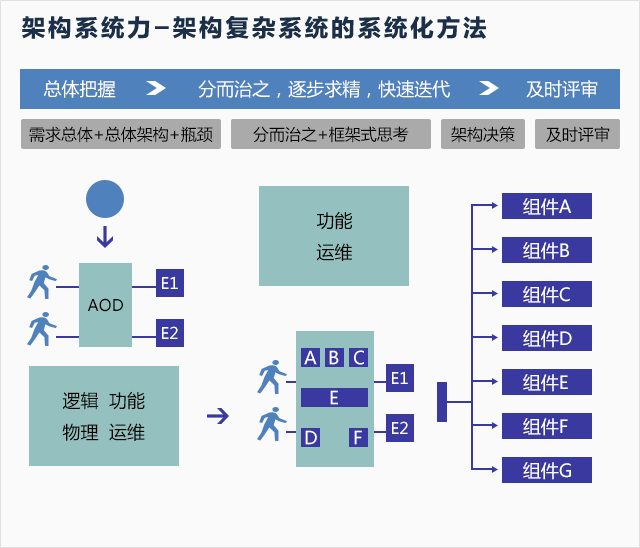 架构系统力-架构复杂系统的系统化方法
总体把握
分而治之，逐步求精，快速迭代
及时评审
需求总体+总体架构+瓶颈
分而治之+框架式思考
架构决策
及时评审
功能
运维
AOD
E1
E2
逻辑 功能
物理 运维
A B C
E
D F
E1
E2
组件A
组件B
组件C
组件D
组件E
组件F
组件G